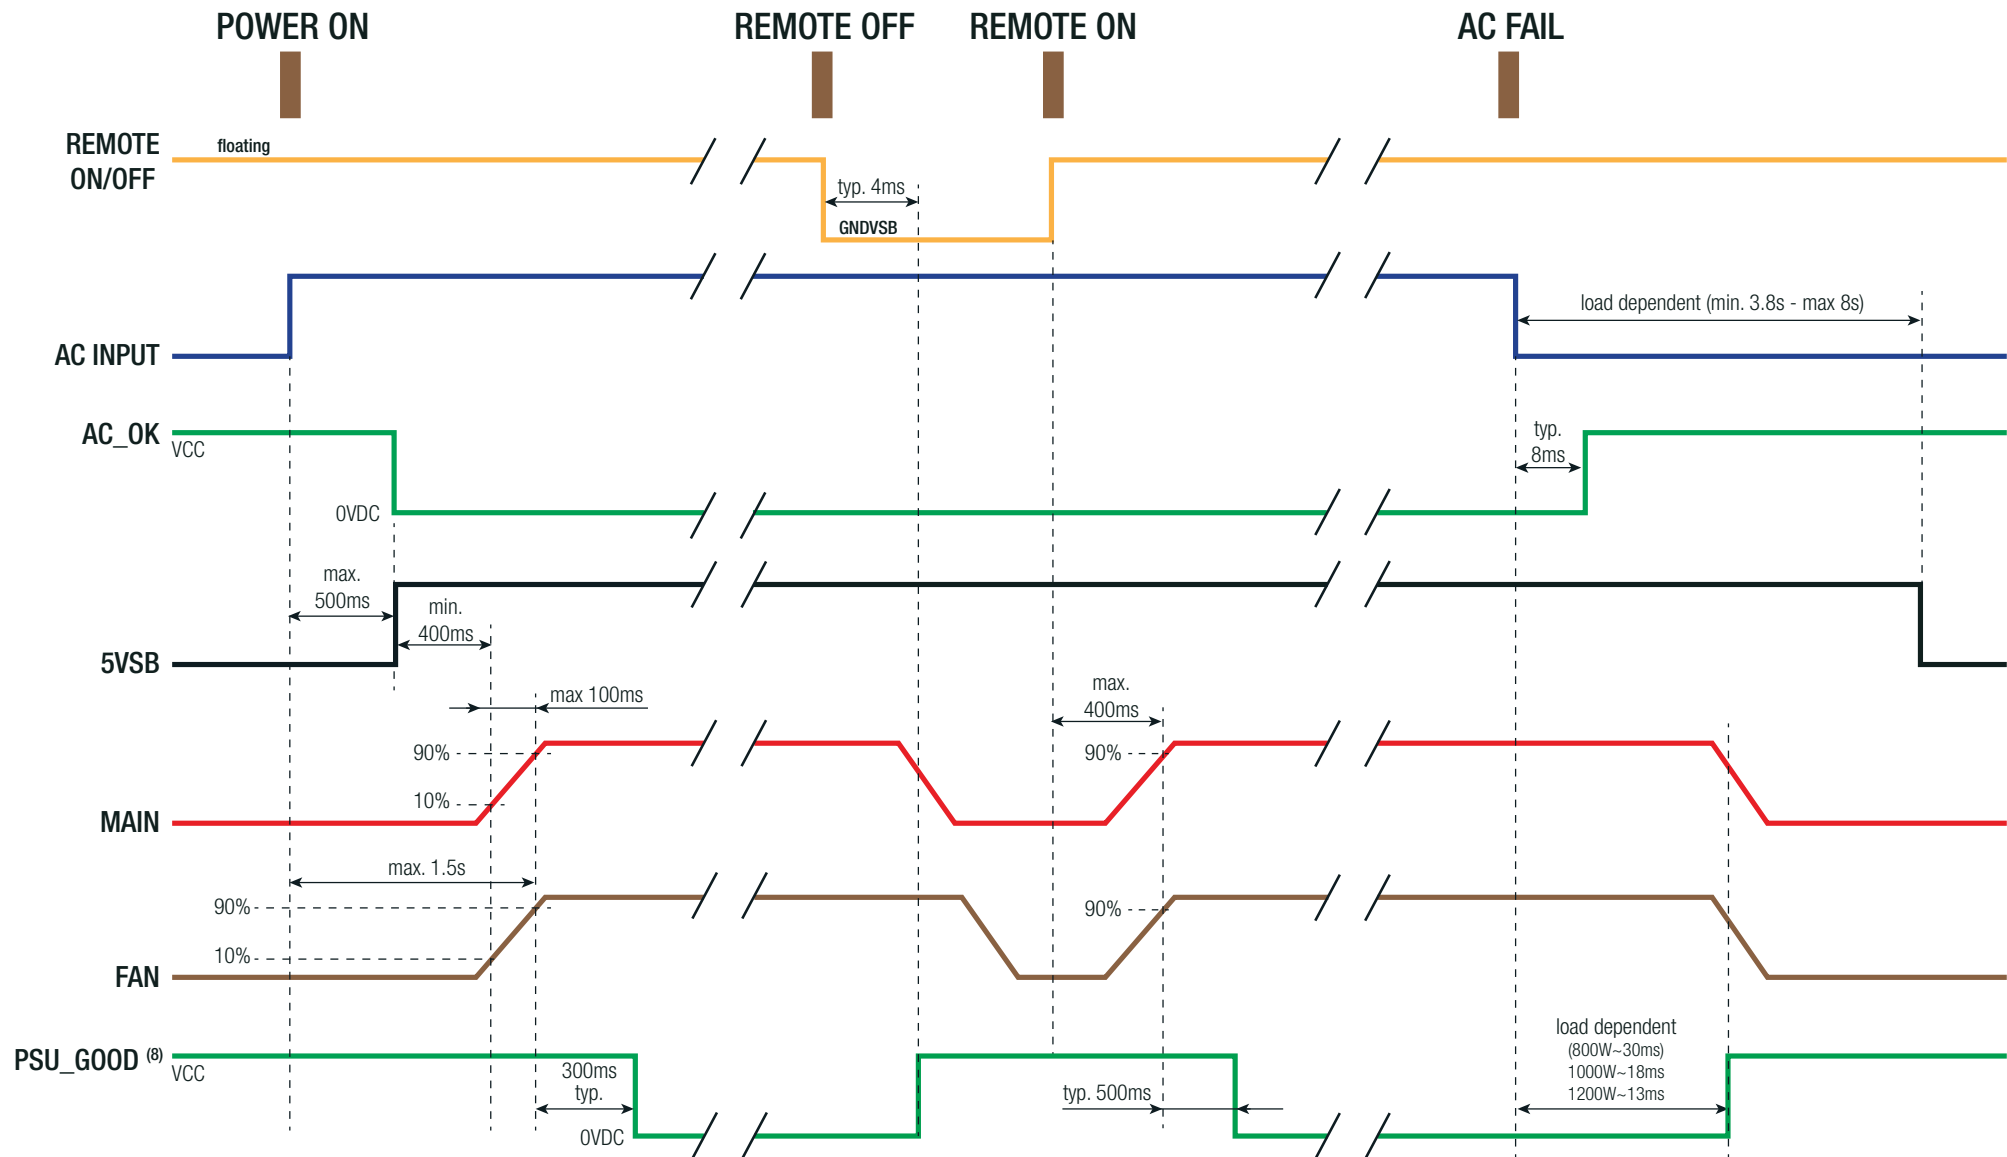 POWER ON
REMOTE OFF
REMOTE ON
AC FAIL
REMOTE
ON/OFF
floating
typ. 4ms
GNDVSB
AC INPUT
load dependent (min. 3.8s - max 8s)
AC_OK
VCC
0VDC
typ.
8ms
5VSB
max.
500ms
min.
400ms
max 100ms
max.
400ms
90%
10%
90%
MAIN
max. 1.5s
90%
10%
90%
FAN
PSU_GOOD (8)
VCC
300ms
typ.
0VDC
typ. 500ms
load dependent
(800W~30ms)
1000W~18ms
1200W~13ms